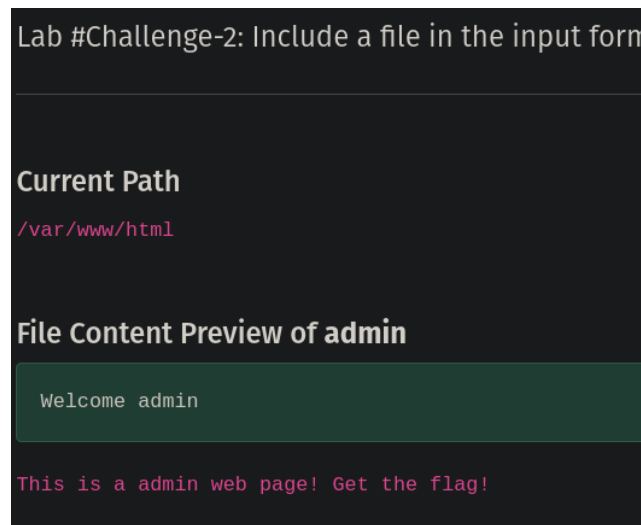 Lab #Challenge-2: Include a file in the input form
Current Path
/var/www/html
File Content Preview of admin
Welcome admin
This is a admin web page! Get the flag!